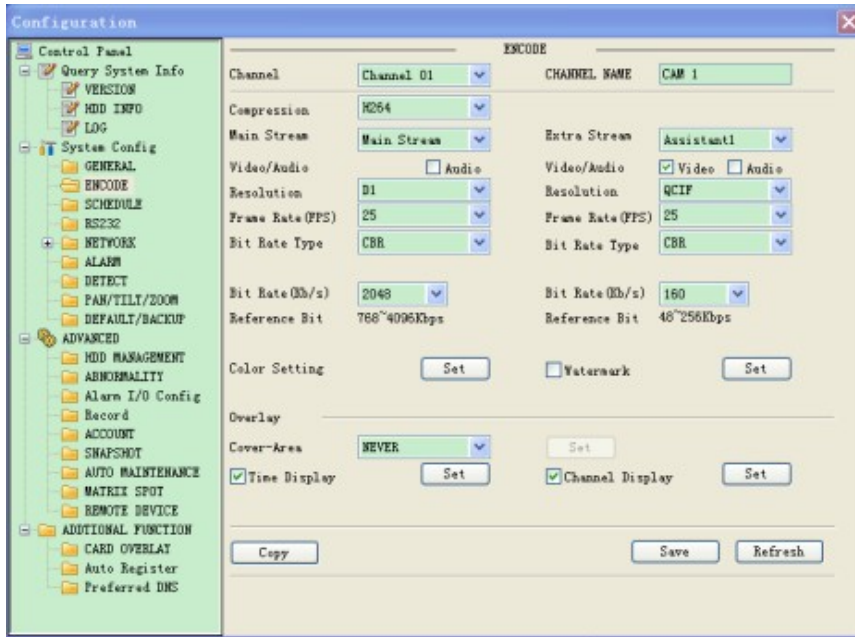 Configuration
Control Panel
Query System Info
VERSION
HDD INFO
LOG
System Config
GENERAL
ENCODE
SCHEDULE
RS232
NETWORK
ALARM
DETECT
PAN/TILT/ZOOM
DEFAULT/BACKUP
ADVANCED
HDD MANAGEMENT
ABNORMALITY
Alarm I/O Config
Record
ACCOUNT
SNAPSHOT
AUTO MAINTENANCE
MATRIX SPOT
REMOTE DEVICE
ADDTIONAL FUNCTION
CARD OVERLAY
Auto Register
Preferred DNS
ENCODE
Channel Channel 01 CHANNEL NAME CAM 1
Compression H264
Main Stream Main Stream Extra Stream Assistant1
Video/Audio Audio Video/Audio Video Audio
Resolution D1 Resolution QCIF
Frame Rate(FPS) 25 Frame Rate(FPS) 25
Bit Rate Type CBR Bit Rate Type CBR
Bit Rate(Kb/s) 2048 Bit Rate(Kb/s) 160
Reference Bit 768~4096Kbps Reference Bit 48~256Kbps
Color Setting Set Watermark Set
Overlay
Cover-Area NEVER Set
Time Display Set Channel Display Set
Copy Save Refresh